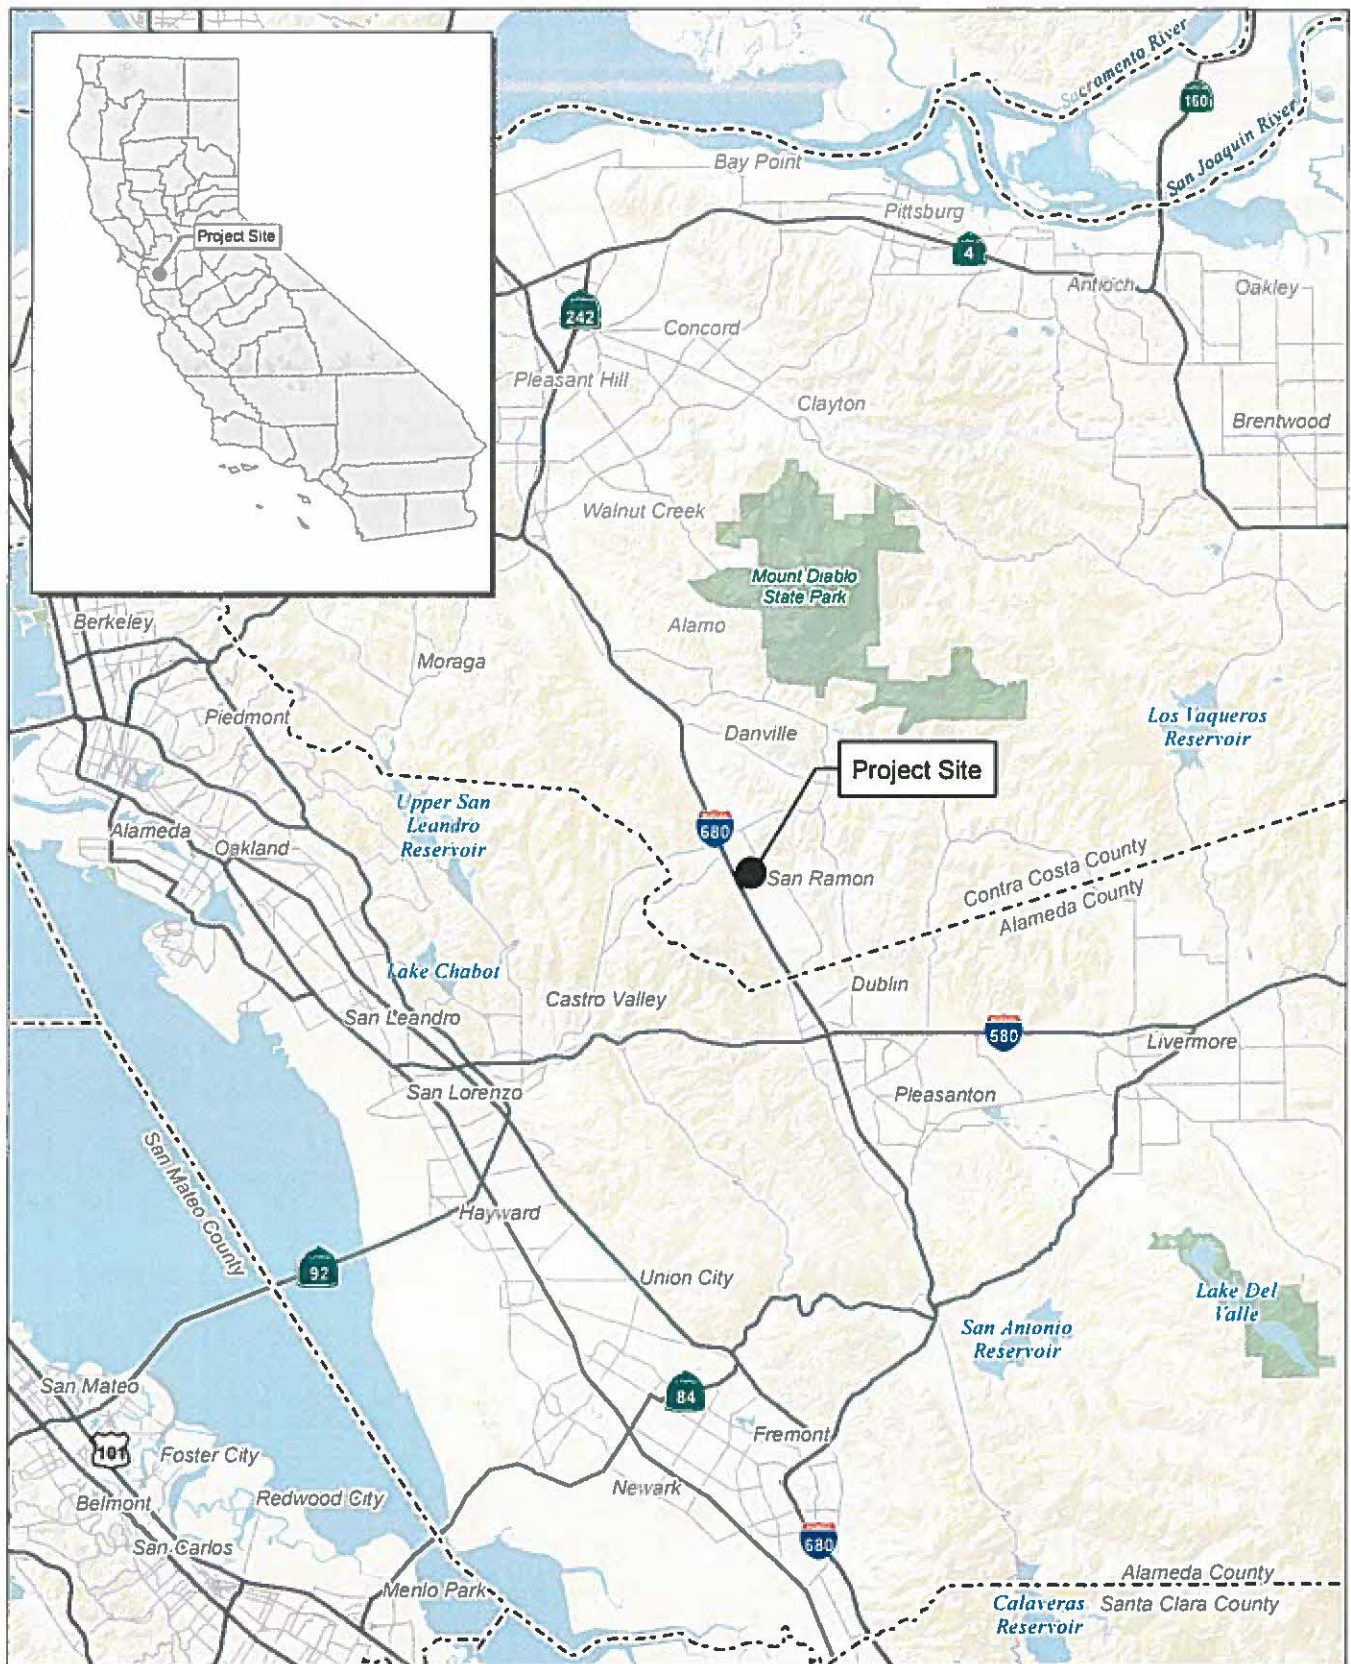 Sacramento River
160
San Joaquin River
Bay Point
Pittsburg
Project Site
4
Antioch
Oakley
242
Concord
Pleasant Hill
Clayton
Brentwood
Walnut Creek
Mount Diablo
State Park
Berkeley
Alamo
Moraga
Piedmont
Los Vaqueros
Reservoir
Danville
Project Site
Upper San
Leandro
Reservoir
680
Alameda
Oakland
San Ramon
Contra Costa County
Alameda County
Lake Chabot
Castro Valley
Dublin
San Leandro
580
Livermore
San Lorenzo
Pleasanton
San Mateo County
Hayward
92
Union City
Lake Del
Valle
San Antonio
Reservoir
San Mateo
84
101
Foster City
Fremont
Belmont
Redwood City
Newark
San Carlos
680
Menlo Park
Alameda County
Calaveras
Reservoir
Santa Clara County